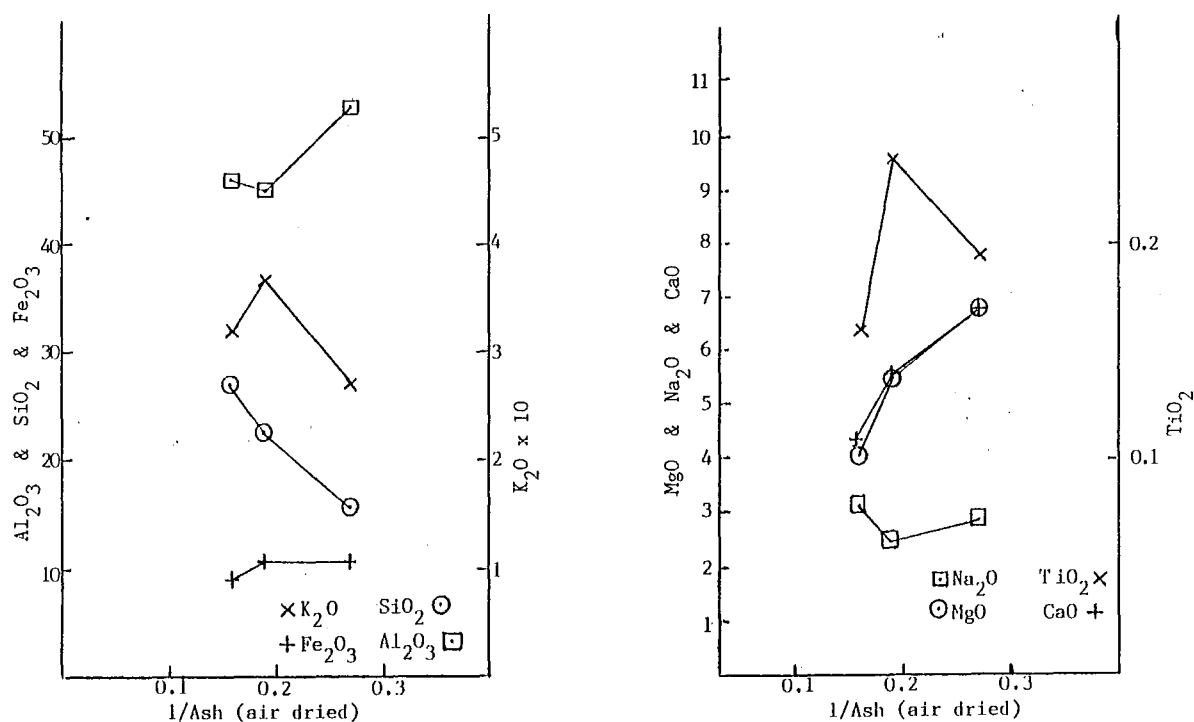 50
40
30
20
10
Al₂O₃ & SiO₂ & Fe₂O₃
5
4
3
2
1
K₂O x 10
×K₂O SiO₂⊙
+Fe₂O₃ Al₂O₃⊡
0.1 0.2 0.3
1/Ash (air dried)
11
10
9
8
7
6
5
4
3
2
1
MgO & Na₂O & CaO
0.2
0.1
TiO₂
⊡Na₂O TiO₂×
⊙MgO CaO+
0.1 0.2 0.3
1/Ash (air dried)